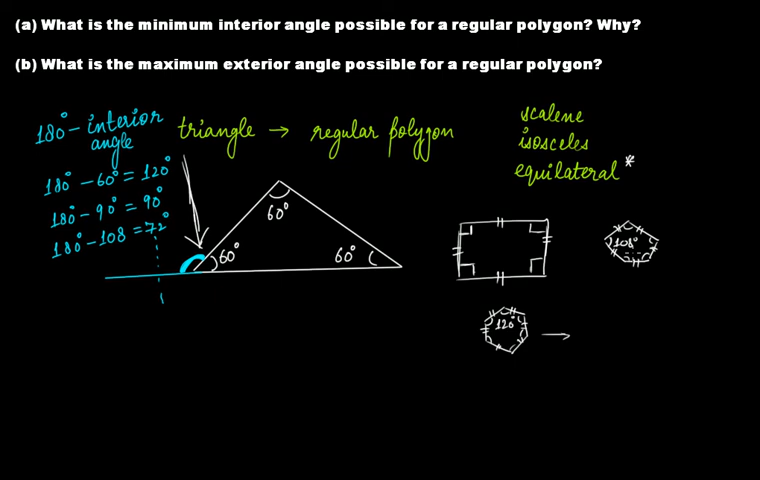 (a) What is the minimum interior angle possible for a regular polygon? Why?
(b) What is the maximum exterior angle possible for a regular polygon?
180° - interior angle
triangle → regular polygon
scalene
isosceles
equilateral *
180° - 60° = 120°
180° - 90° = 90°
180° - 108 = 72°
60°
60°
60°
108°
120°